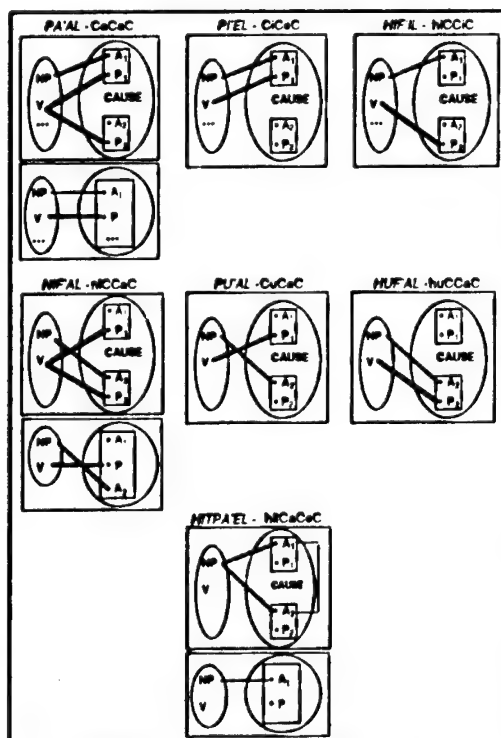 PA'AL - CaCaC
PI'EL - CiCeC
HIF'IL - hiCCiC
NP
V
...
A₁
P₁
CAUSE
A₂
P₂
NP
V
...
A₁
P₁
CAUSE
A₂
P₂
NP
V
...
A₁
P₁
CAUSE
A₂
P₂
NP
V
...
A₁
P
...
NIF'AL - niCCaC
PU'AL - CuCaC
HUF'AL - huCCaC
NP
V
A₁
P₁
CAUSE
A₂
P₂
NP
V
A₁
P₁
CAUSE
A₂
P₂
NP
V
A₁
P₁
CAUSE
A₂
P₂
NP
V
A₁
P
A₂
HITPA'EL - hitCaCeC
NP
V
A₁
P₁
CAUSE
A₂
P₂
NP
V
A₁
P